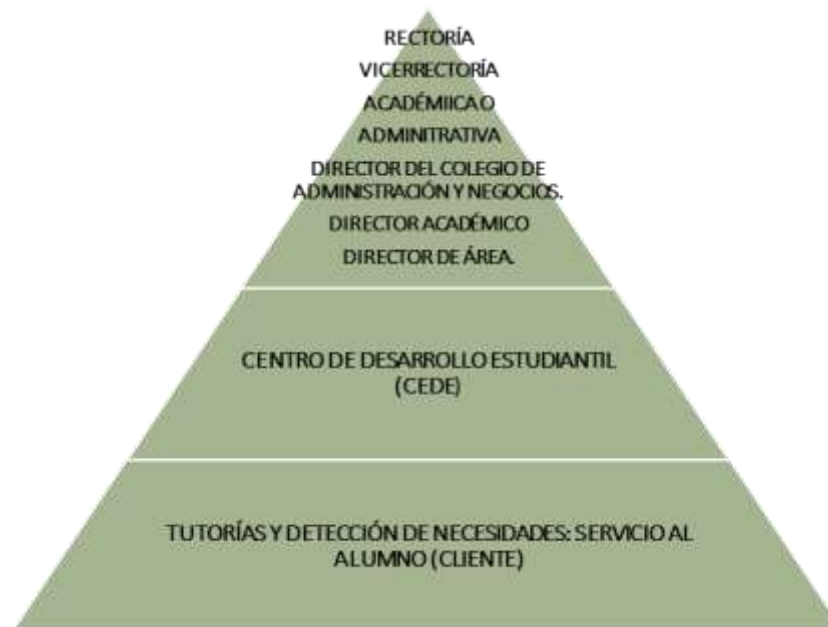 RECTORÍA
VICERRECTORÍA
ACADÉMIICA O
ADMINITRATIVA
DIRECTOR DEL COLEGIO DE
ADMINISTRACIÓN Y NEGOCIOS.
DIRECTOR ACADÉMICO
DIRECTOR DE ÁREA.
CENTRO DE DESARROLLO ESTUDIANTIL
(CEDE)
TUTORÍAS Y DETECCIÓN DE NECESIDADES: SERVICIO AL
ALUMNO (CLIENTE)